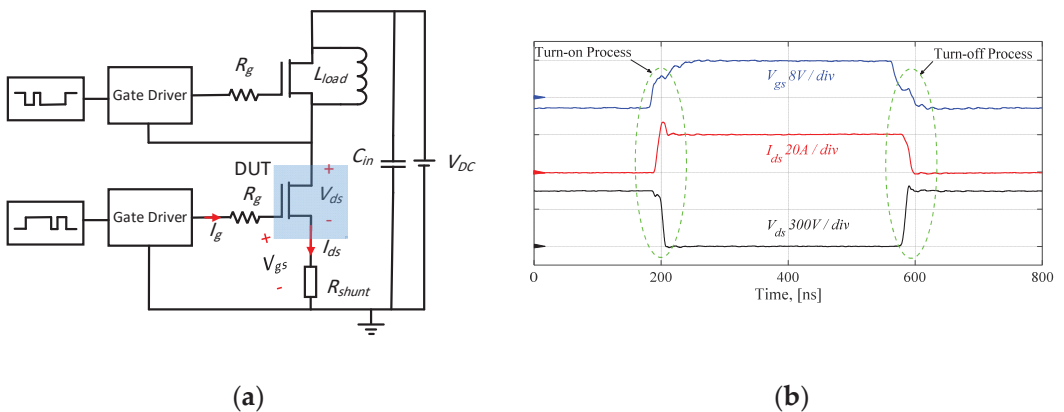 Gate Driver
Rg
Lload
DUT
Cin
VDC
Gate Driver
Rg
+
Vds
-
Ig
+
Vgs
-
Ids
Rshunt
(a)
Turn-on Process
Turn-off Process
Vgs 8V / div
Ids 20A / div
Vds 300V / div
0
200
400
600
800
Time, [ns]
(b)